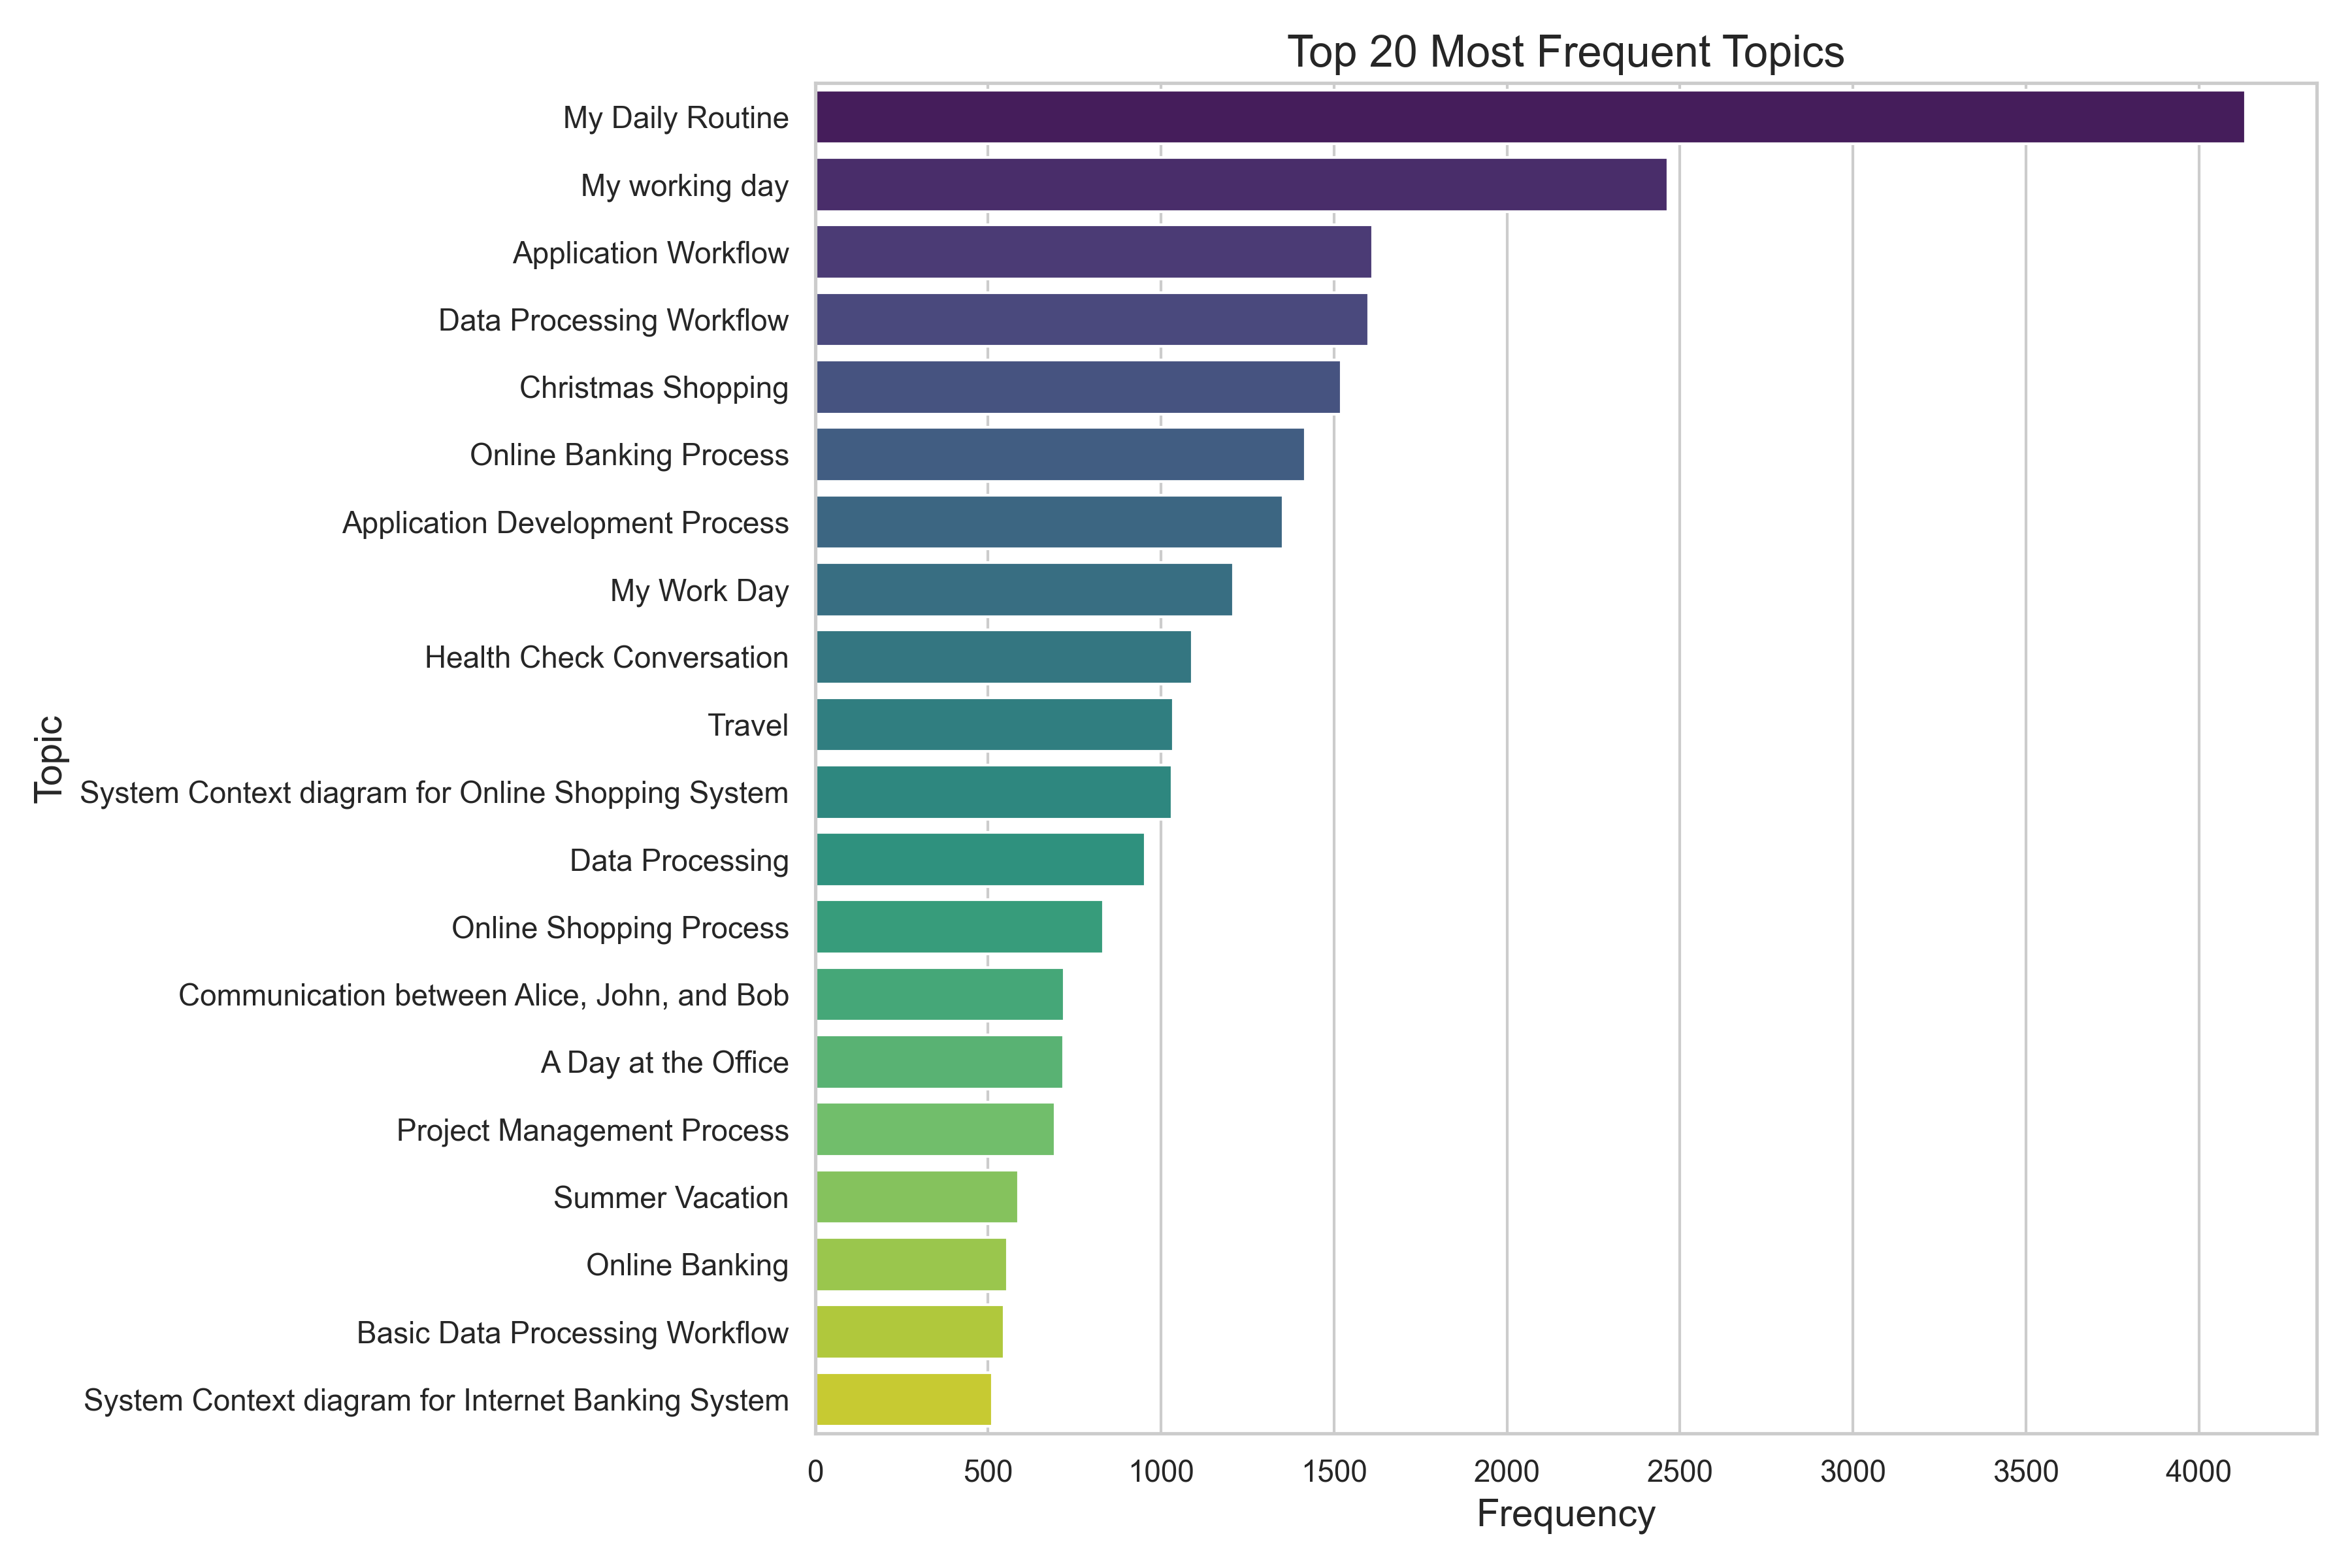 Top 20 Most Frequent Topics
Topic
My Daily Routine
My working day
Application Workflow
Data Processing Workflow
Christmas Shopping
Online Banking Process
Application Development Process
My Work Day
Health Check Conversation
Travel
System Context diagram for Online Shopping System
Data Processing
Online Shopping Process
Communication between Alice, John, and Bob
A Day at the Office
Project Management Process
Summer Vacation
Online Banking
Basic Data Processing Workflow
System Context diagram for Internet Banking System
0 500 1000 1500 2000 2500 3000 3500 4000
Frequency